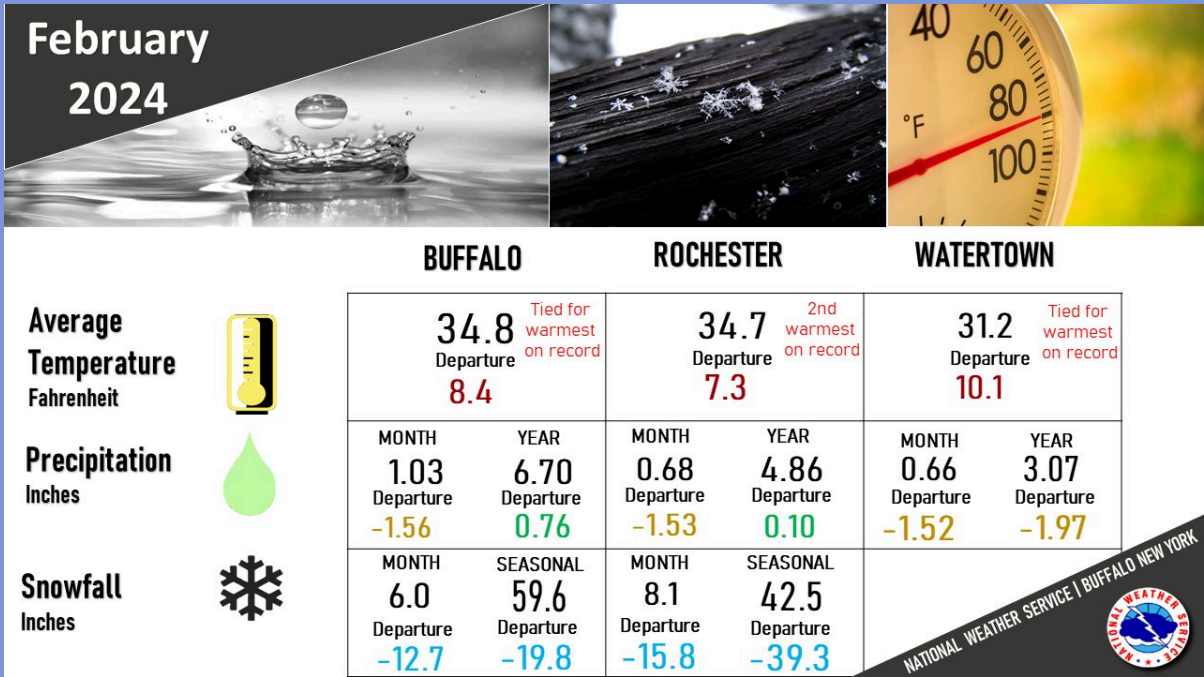 February
2024
40
60
80
100
°F
BUFFALO
ROCHESTER
WATERTOWN
Average
Temperature
Fahrenheit
34.8
Tied for
warmest
on record
Departure
8.4
34.7
2nd
warmest
on record
Departure
7.3
31.2
Tied for
warmest
on record
Departure
10.1
Precipitation
Inches
MONTH
1.03
Departure
-1.56
YEAR
6.70
Departure
0.76
MONTH
0.68
Departure
-1.53
YEAR
4.86
Departure
0.10
MONTH
0.66
Departure
-1.52
YEAR
3.07
Departure
-1.97
Snowfall
Inches
MONTH
6.0
Departure
-12.7
SEASONAL
59.6
Departure
-19.8
MONTH
8.1
Departure
-15.8
SEASONAL
42.5
Departure
-39.3
NATIONAL WEATHER SERVICE | BUFFALO NEW YORK
NATIONAL WEATHER SERVICE